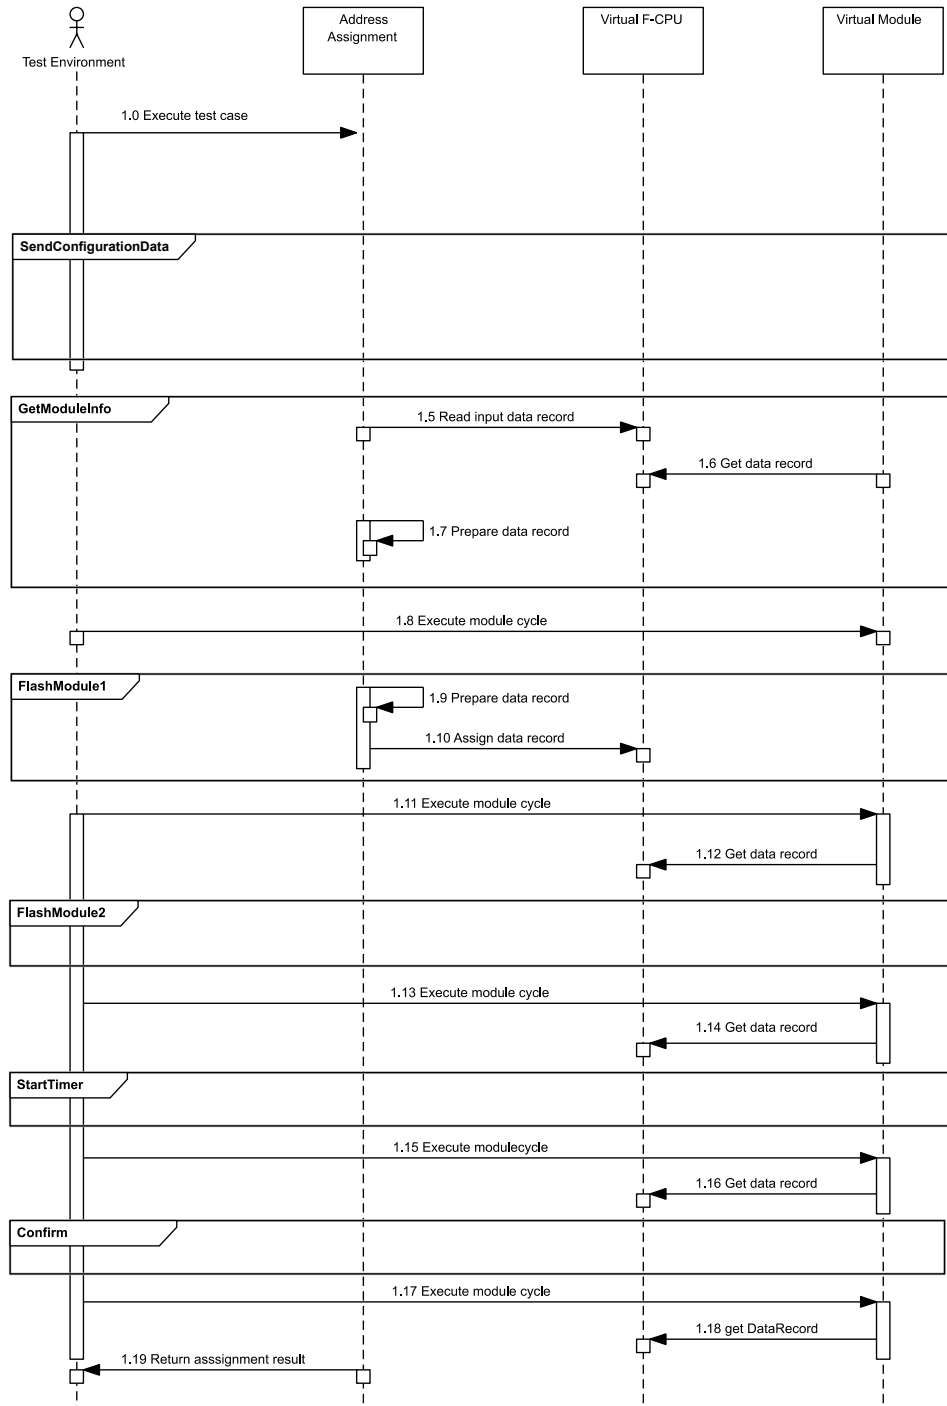 Test Environment
Address
Assignment
Virtual F-CPU
Virtual Module
1.0 Execute test case
SendConfigurationData
GetModuleInfo
1.5 Read input data record
1.6 Get data record
1.7 Prepare data record
1.8 Execute module cycle
FlashModule1
1.9 Prepare data record
1.10 Assign data record
1.11 Execute module cycle
1.12 Get data record
FlashModule2
1.13 Execute module cycle
1.14 Get data record
StartTimer
1.15 Execute modulecycle
1.16 Get data record
Confirm
1.17 Execute module cycle
1.18 get DataRecord
1.19 Return asssignment result